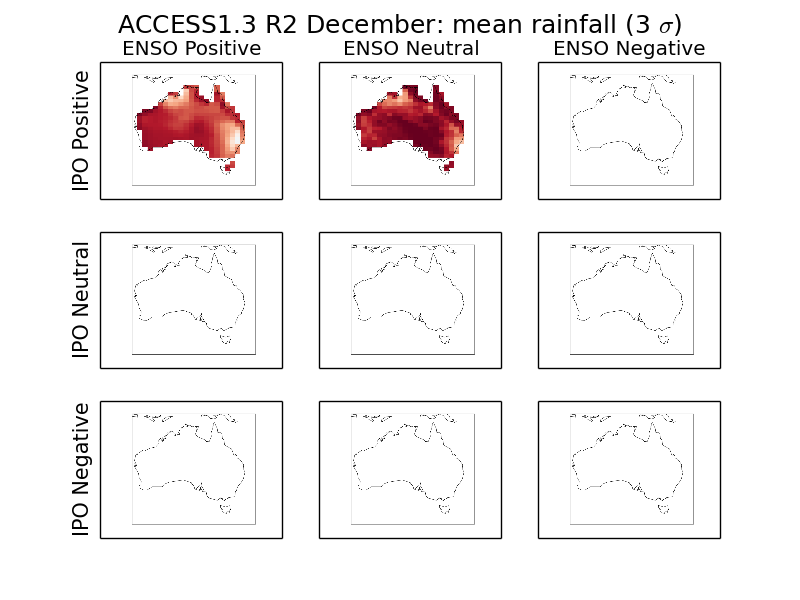 ACCESS1.3 R2 December: mean rainfall (3 σ)
ENSO Positive
ENSO Neutral
ENSO Negative
IPO Positive
IPO Neutral
IPO Negative